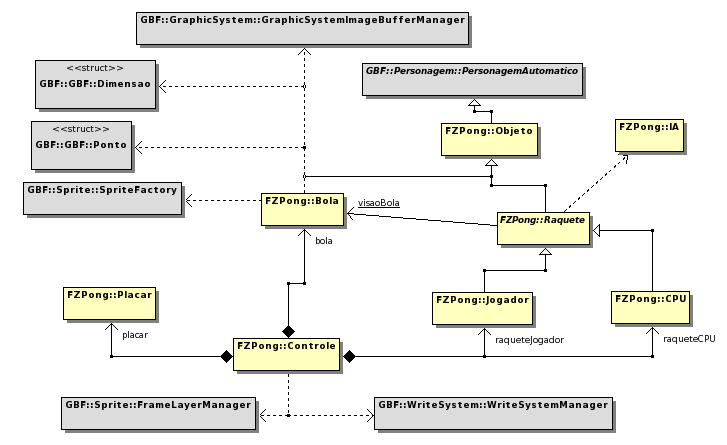 GBF::GraphicSystem::GraphicSystemImageBufferManager
<<struct>>
GBF::GBF::Dimensao
GBF::Personagem::PersonagemAutomatico
<<struct>>
GBF::GBF::Ponto
FZPong::Objeto
FZPong::IA
GBF::Sprite::SpriteFactory
FZPong::Bola
visaoBola
FZPong::Raquete
bola
FZPong::Placar
FZPong::Jogador
FZPong::CPU
placar
FZPong::Controle
raqueteJogador
raqueteCPU
GBF::Sprite::FrameLayerManager
GBF::WriteSystem::WriteSystemManager